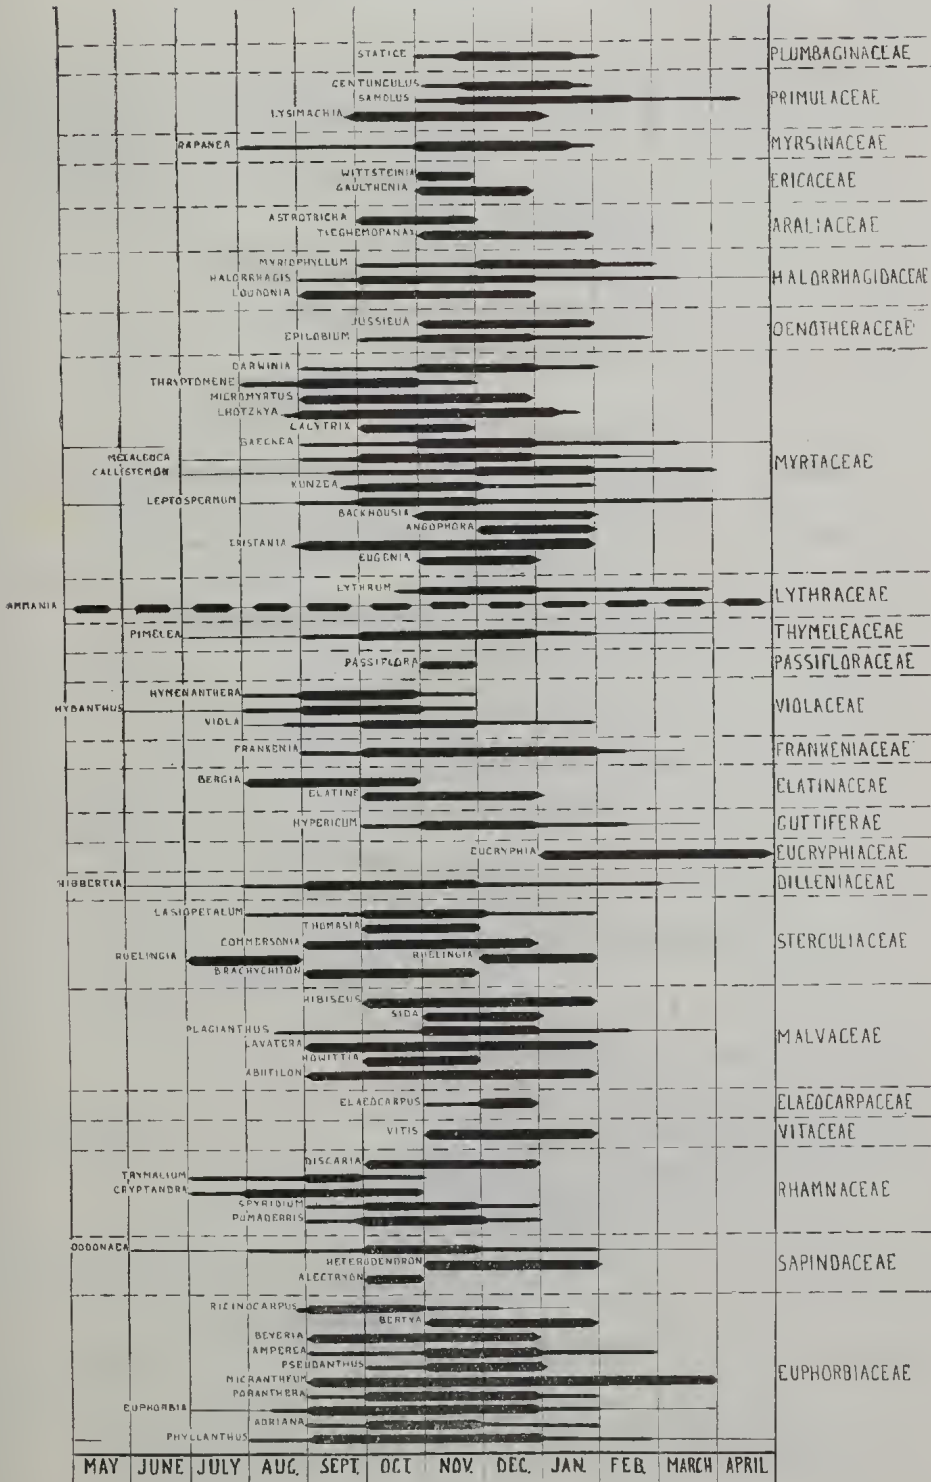 STATICE PLUMBAGINACEAE
CENTUNCULUS
SAMOLUS PRIMULACEAE
LYSIMACHIA
RAPANEA MYRSINACEAE
WITTSTEINIA
GAULTHENIA ERICACEAE
ASTROTRICHA
TIEGHEMOPANAX ARALIACEAE
MYRIOPHYLLUM
HALORRHAGIS HALORRHAGIDACEAE
LOUDONIA
JUSSIEUA
EPILOBIUM OENOTHERACEAE
DARWINIA
THRYPTOMENE
MICROMYRTUS
LHOTZKYA
CALYTRIX
BAECKEA
MELALEUCA MYRTACEAE
CALLISTEMON
KUNZEA
LEPTOSPERMUM
BACKHOUSIA
ANGOPHORA
TRISTANIA
EUGENIA
LYTHRUM LYTHRACEAE
AMMANIA
PIMELEA THYMELEACEAE
PASSIFLORA PASSIFLORACEAE
HYMENANTHERA
HYBANTHUS VIOLACEAE
VIOLA
FRANKENIA FRANKENIACEAE
BERGIA
ELATINE ELATINACEAE
HYPERICUM GUTTIFERAE
EUCRYPHIA EUCRYPHIACEAE
HIBBERTIA DILLENIACEAE
LASIOPETALUM
THOMASIA
COMMERSONIA STERCULIACEAE
RUELINGIA RUELINGIA
BRACHYCHITON
HIBISCUS
SIDA
PLAGIANTHUS MALVACEAE
LAVATERA
HOWITTIA
ABUTILON
ELAEOCARPUS ELAEOCARPACEAE
VITIS VITACEAE
DISCARIA
TRYMALIUM
CRYPTANDRA RHAMNACEAE
SPYRIDIUM
POMADERRIS
DODONAEA
HETERODENDRON SAPINDACEAE
ALECTRYON
RICINOCARPUS
BERTYA
BEYERIA
AMPEREA
PSEUDANTHUS EUPHORBIACEAE
MICRANTHEUM
PORANTHERA
EUPHORBIA
ADRIANA
PHYLLANTHUS
MAY JUNE JULY AUG. SEPT. OCT NOV. DEC. JAN. FEB. MARCH APRIL